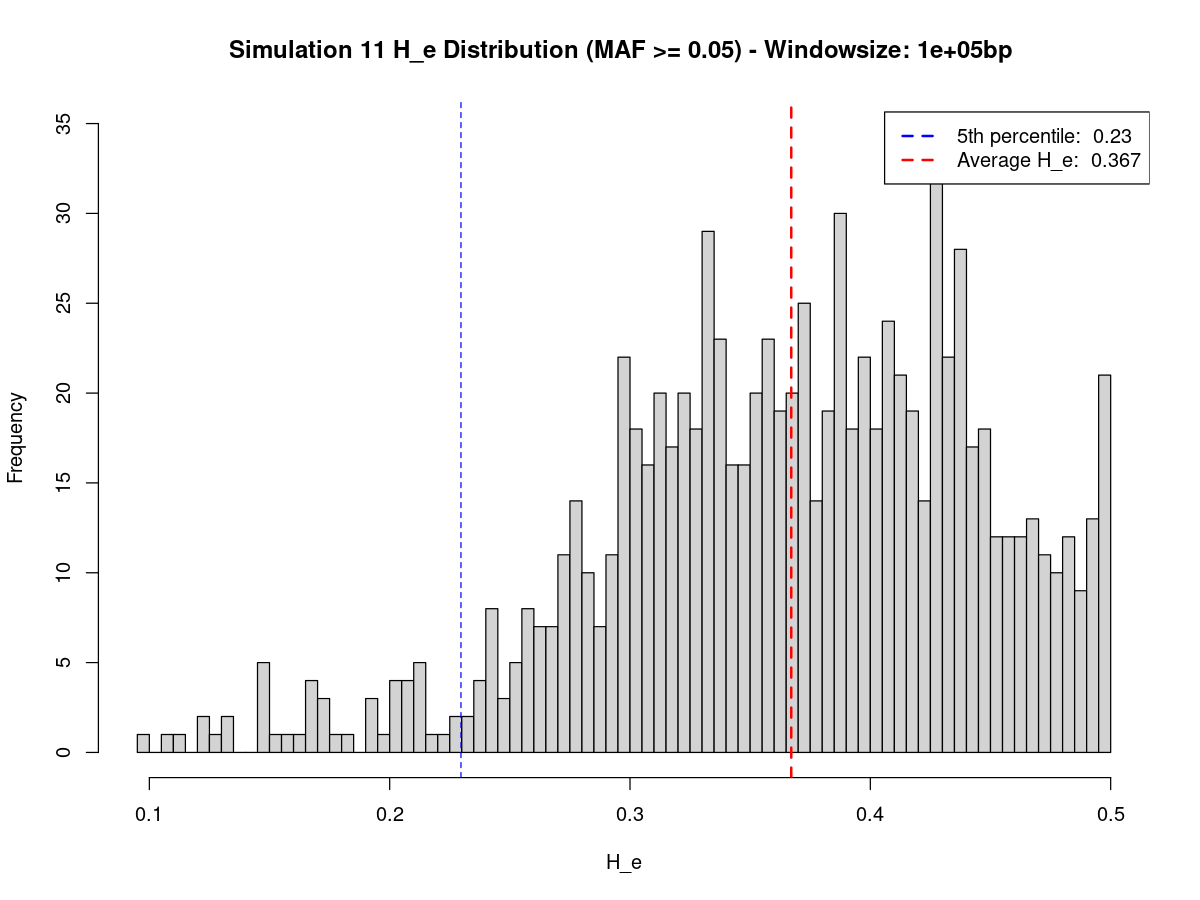 Simulation 11 H_e Distribution (MAF >= 0.05) - Windowsize: 1e+05bp
5th percentile:  0.23
Average H_e:  0.367
Frequency
35
30
25
20
15
10
5
0
0.1 0.2 0.3 0.4 0.5
H_e